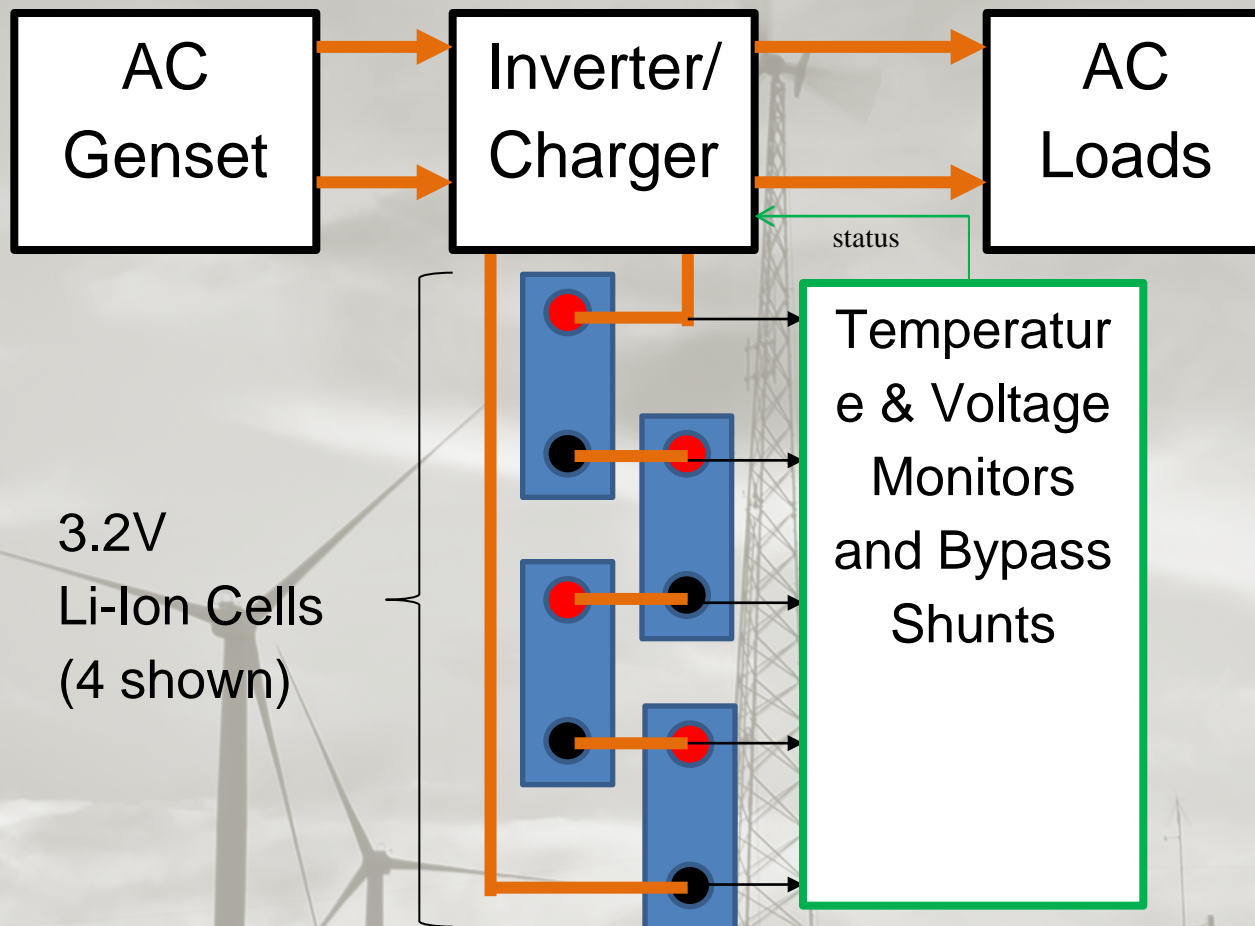 AC
Genset
Inverter/
Charger
AC
Loads
status
Temperatur
e & Voltage
Monitors
and Bypass
Shunts
3.2V
Li-Ion Cells
(4 shown)